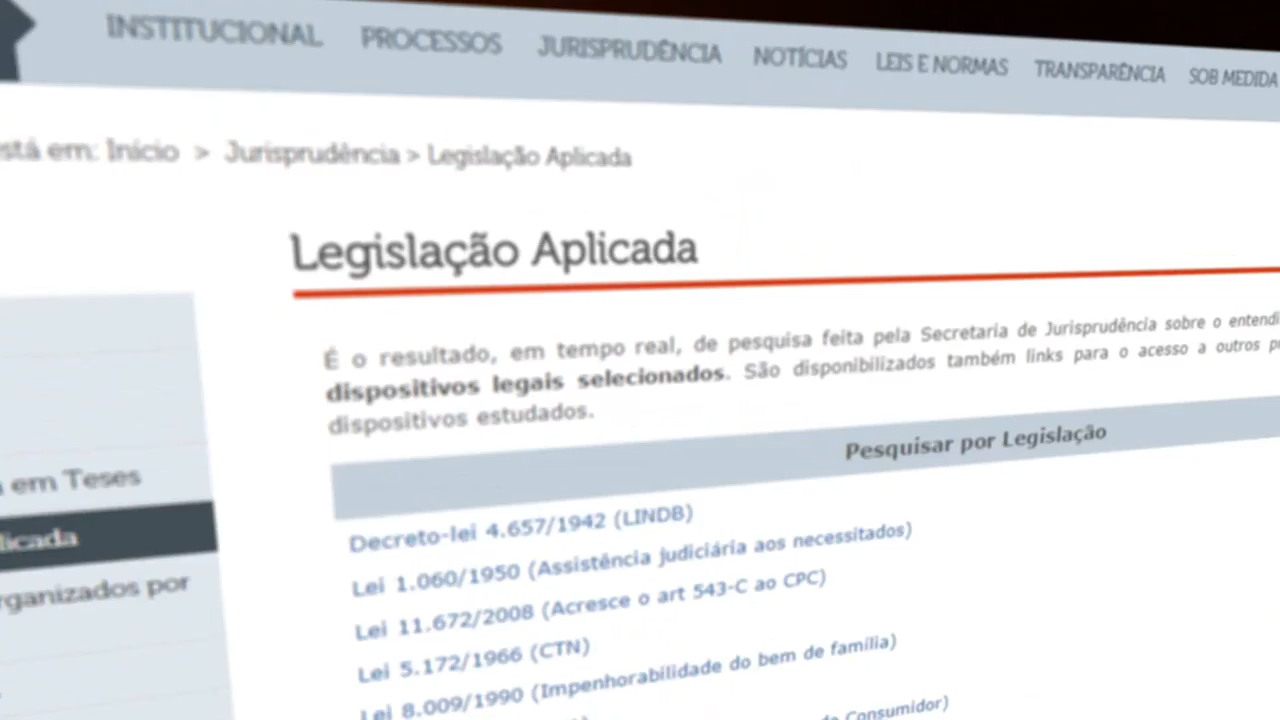 INSTITUCIONAL PROCESSOS JURISPRUDÊNCIA NOTÍCIAS LEIS E NORMAS TRANSPARÊNCIA SOB MEDIDA
stá em: Início > Jurisprudência > Legislação Aplicada
Legislação Aplicada
É o resultado, em tempo real, de pesquisa feita pela Secretaria de Jurisprudência sobre o entendi
dispositivos legais selecionados. São disponibilizados também links para o acesso a outros p
dispositivos estudados.
em Teses
licada
rganizados por
Pesquisar por Legislação
Decreto-lei 4.657/1942 (LINDB)
Lei 1.060/1950 (Assistência judiciária aos necessitados)
Lei 11.672/2008 (Acresce o art 543-C ao CPC)
Lei 5.172/1966 (CTN)
Lei 8.009/1990 (Impenhorabilidade do bem de família)
Consumidor)